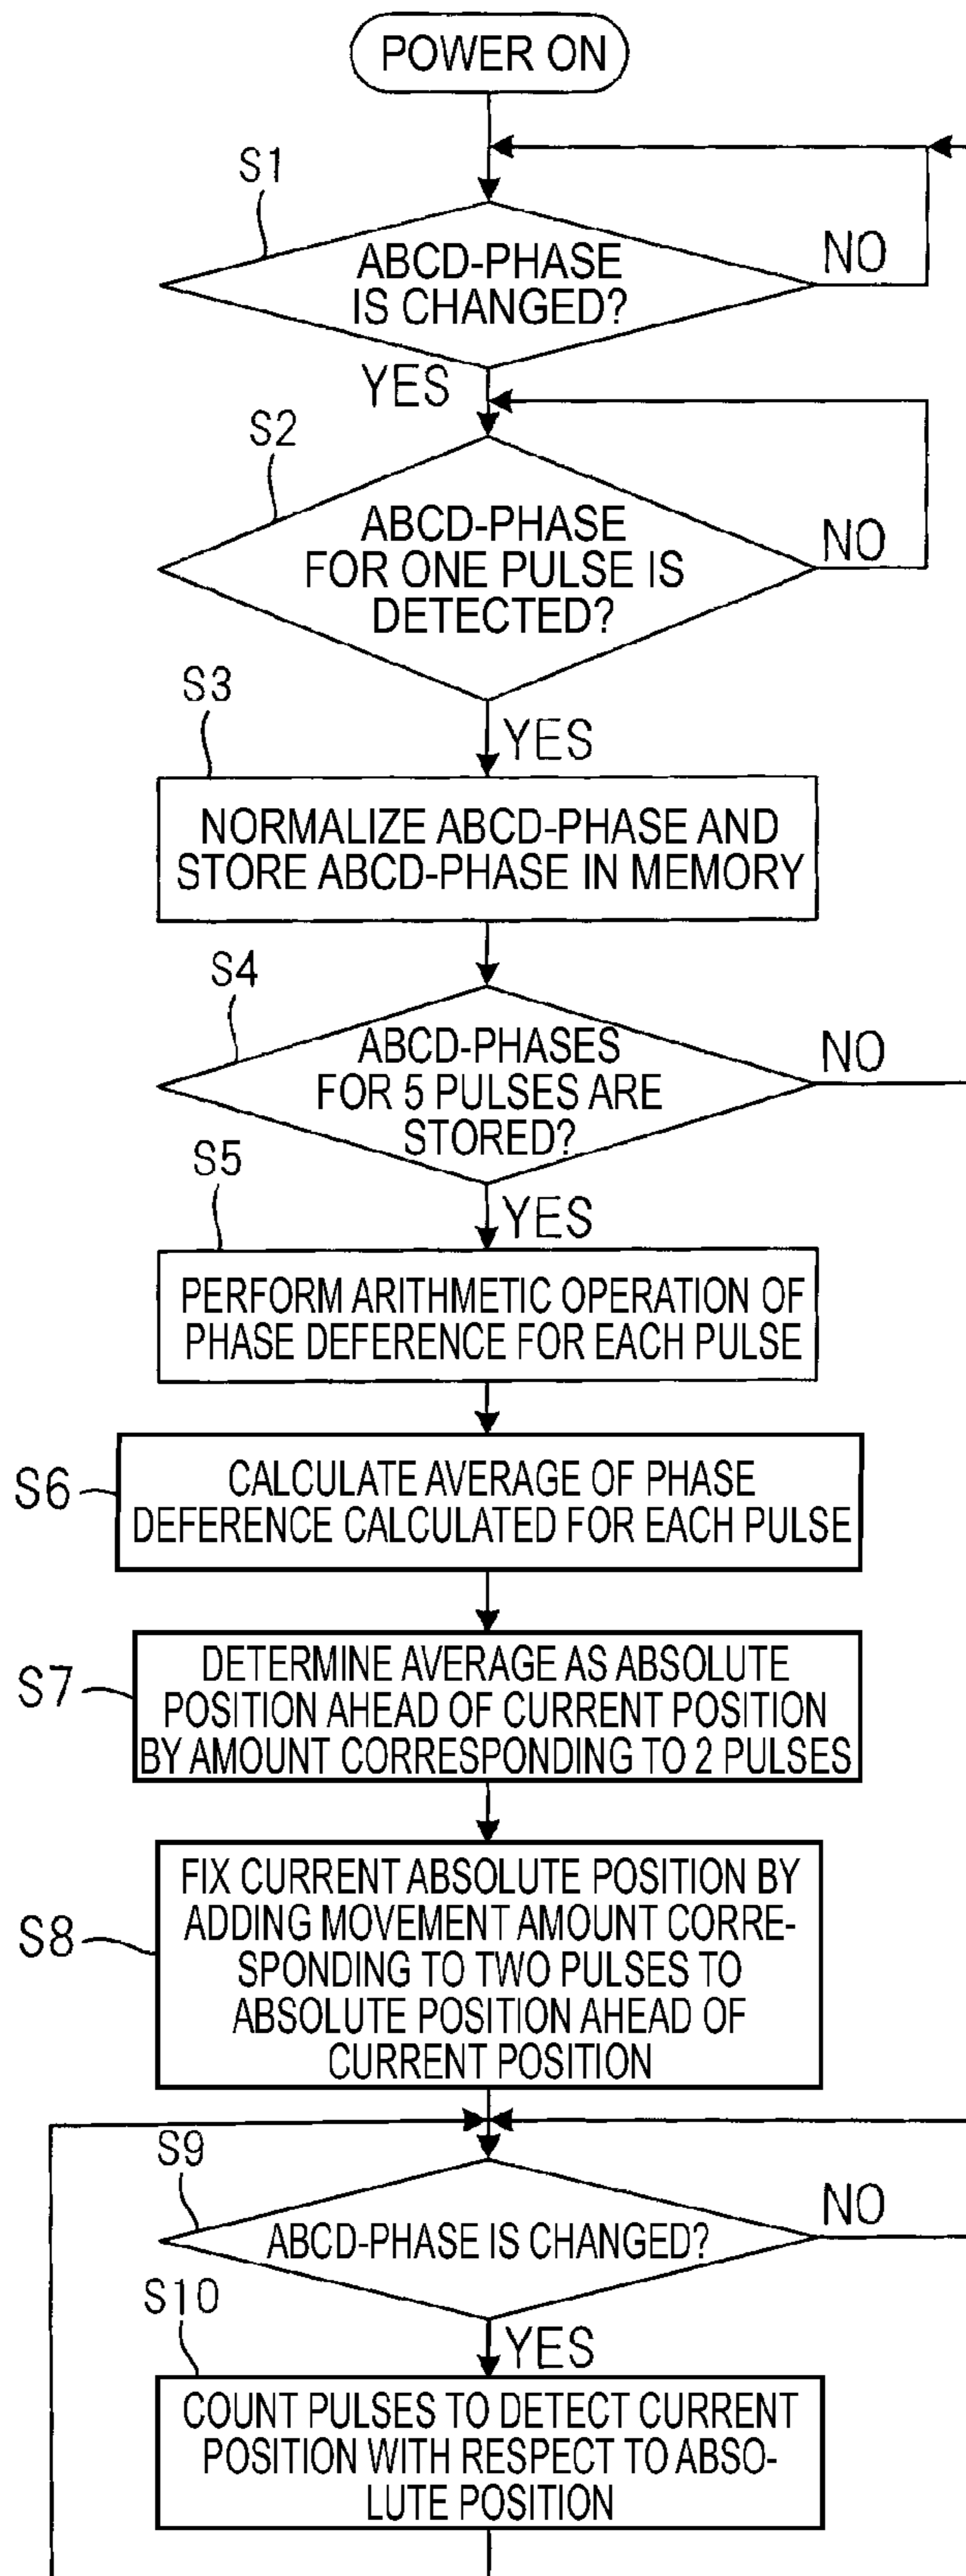 POWER ON
S1
ABCD-PHASE
IS CHANGED?
NO
YES
S2
ABCD-PHASE
FOR ONE PULSE IS
DETECTED?
NO
S3
YES
NORMALIZE ABCD-PHASE AND
STORE ABCD-PHASE IN MEMORY
S4
ABCD-PHASES
FOR 5 PULSES ARE
STORED?
NO
S5
YES
PERFORM ARITHMETIC OPERATION OF
PHASE DEFERENCE FOR EACH PULSE
S6
CALCULATE AVERAGE OF PHASE
DEFERENCE CALCULATED FOR EACH PULSE
S7
DETERMINE AVERAGE AS ABSOLUTE
POSITION AHEAD OF CURRENT POSITION
BY AMOUNT CORRESPONDING TO 2 PULSES
S8
FIX CURRENT ABSOLUTE POSITION BY
ADDING MOVEMENT AMOUNT CORRE-
SPONDING TO TWO PULSES TO
ABSOLUTE POSITION AHEAD OF
CURRENT POSITION
S9
ABCD-PHASE IS CHANGED?
NO
S10
YES
COUNT PULSES TO DETECT CURRENT
POSITION WITH RESPECT TO ABSO-
LUTE POSITION